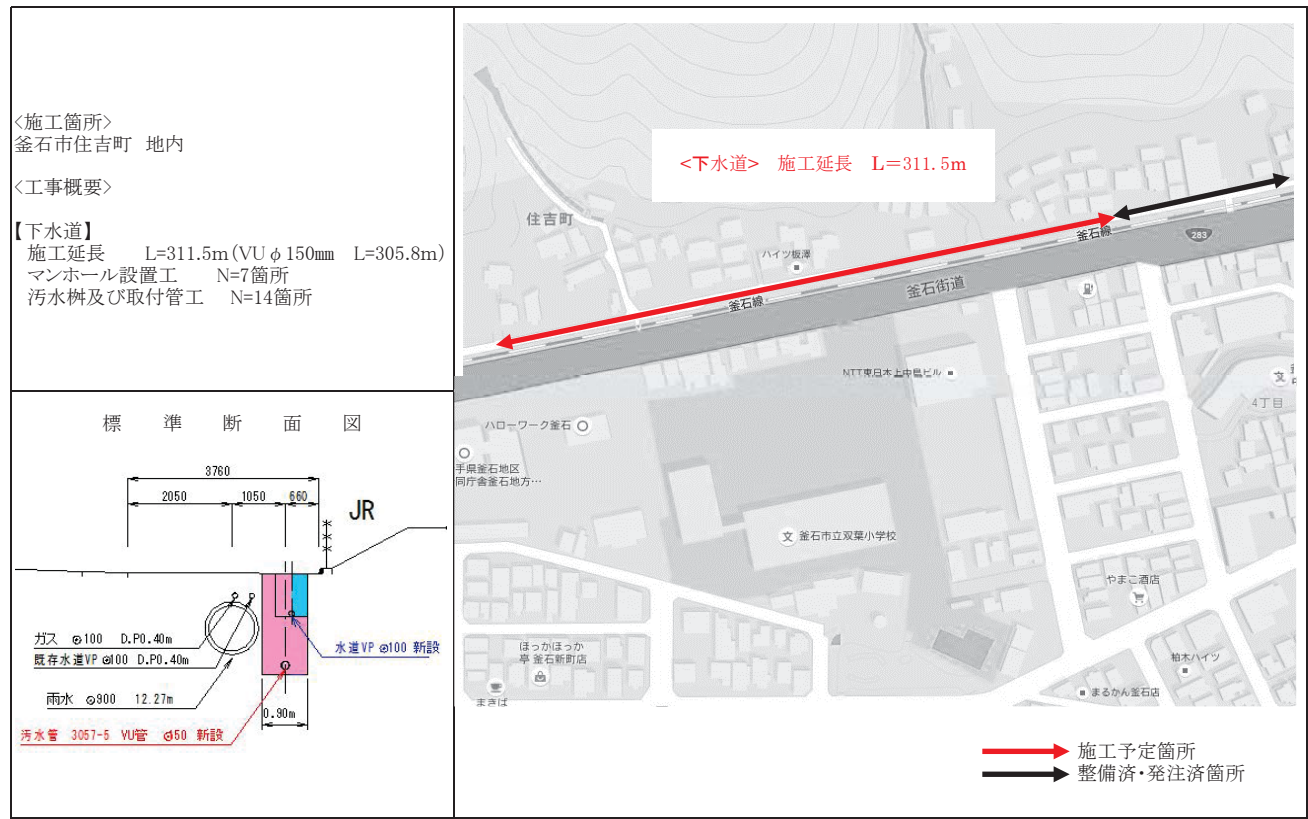 <施工箇所>
釜石市住吉町 地内
<工事概要>
【下水道】
施工延長 L=311.5m(VUφ150㎜ L=305.8m)
マンホール設置工 N=7箇所
汚水桝及び取付管工 N=14箇所
標準断面図
3760
2050 1050 660
JR
ガス ⌀100 D.P0.40m
既存水道VP ⌀100 D.P0.40m
雨水 ⌀900 12.27m
汚水管 3057-5 VU管 ⌀150 新設
水道VP ⌀100 新設
0.90m
<下水道> 施工延長 L=311.5m
住吉町
ハイツ板澤
釜石線
釜石線
283
釜石街道
NTT東日本上中島ビル
文
4丁目
ハローワーク釜石
手県釜石地区
同庁舎釜石地方…
文 釜石市立双葉小学校
やまこ酒店
ほっかほっか
亭 釜石新町店
まきば
柏木ハイツ
まるかん釜石店
施工予定箇所
整備済・発注済箇所